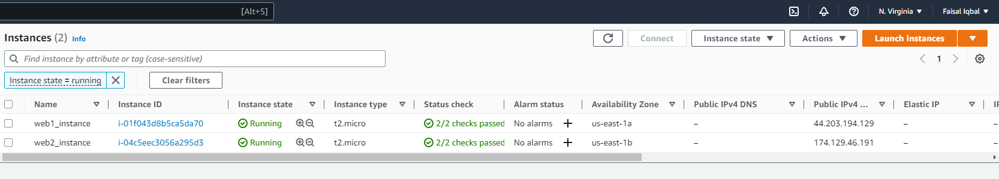 [Alt+S] N. Virginia Faisal Iqbal
Instances (2) Info Connect Instance state Actions Launch instances
Find instance by attribute or tag (case-sensitive) 1
Instance state = running Clear filters
Name Instance ID Instance state Instance type Status check Alarm status Availability Zone Public IPv4 DNS Public IPv4 ... Elastic IP
web1_instance i-01f043d8b5ca5da70 Running t2.micro 2/2 checks passed No alarms + us-east-1a – 44.203.194.129 – –
web2_instance i-04c5eec3056a295d3 Running t2.micro 2/2 checks passed No alarms + us-east-1b – 174.129.46.191 – –